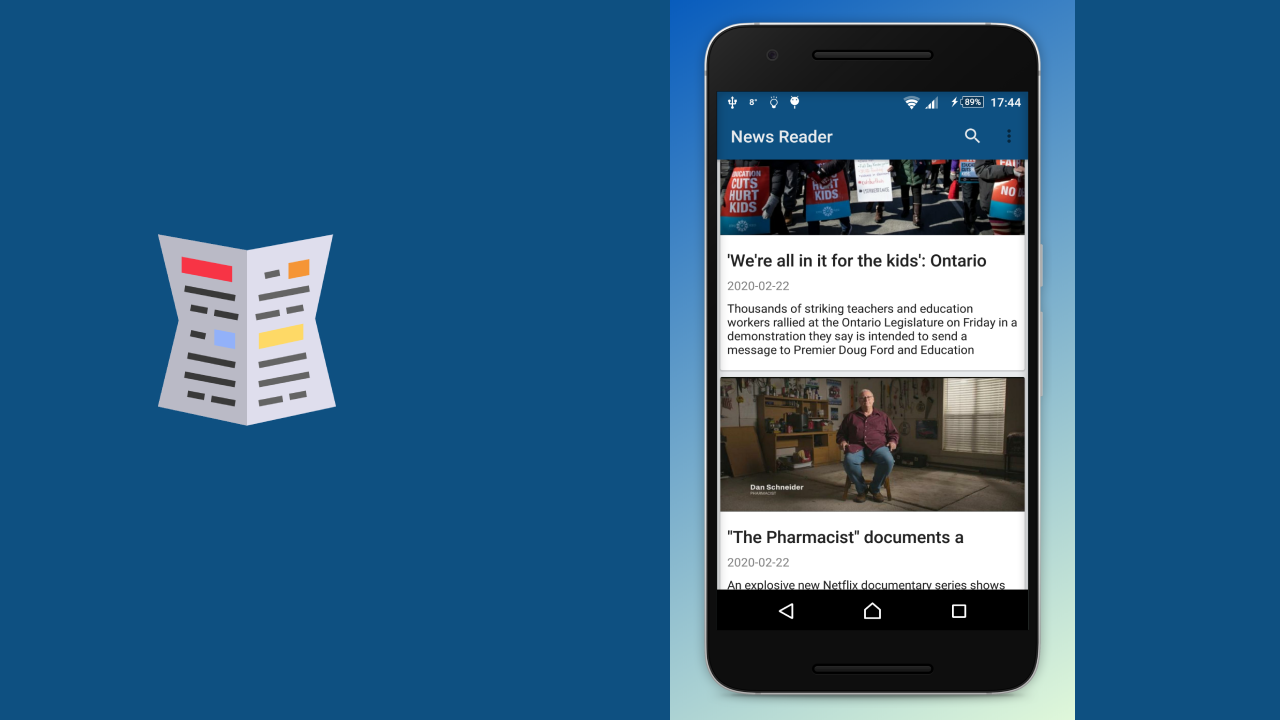 8°
89%
17:44
News Reader
EDUCATION
CUTS
HURT
KIDS
HURT
KIDS
NO
'We're all in it for the kids': Ontario
2020-02-22
Thousands of striking teachers and education
workers rallied at the Ontario Legislature on Friday in a
demonstration they say is intended to send a
message to Premier Doug Ford and Education
Dan Schneider
PHARMACIST
"The Pharmacist" documents a
2020-02-22
An explosive new Netflix documentary series shows